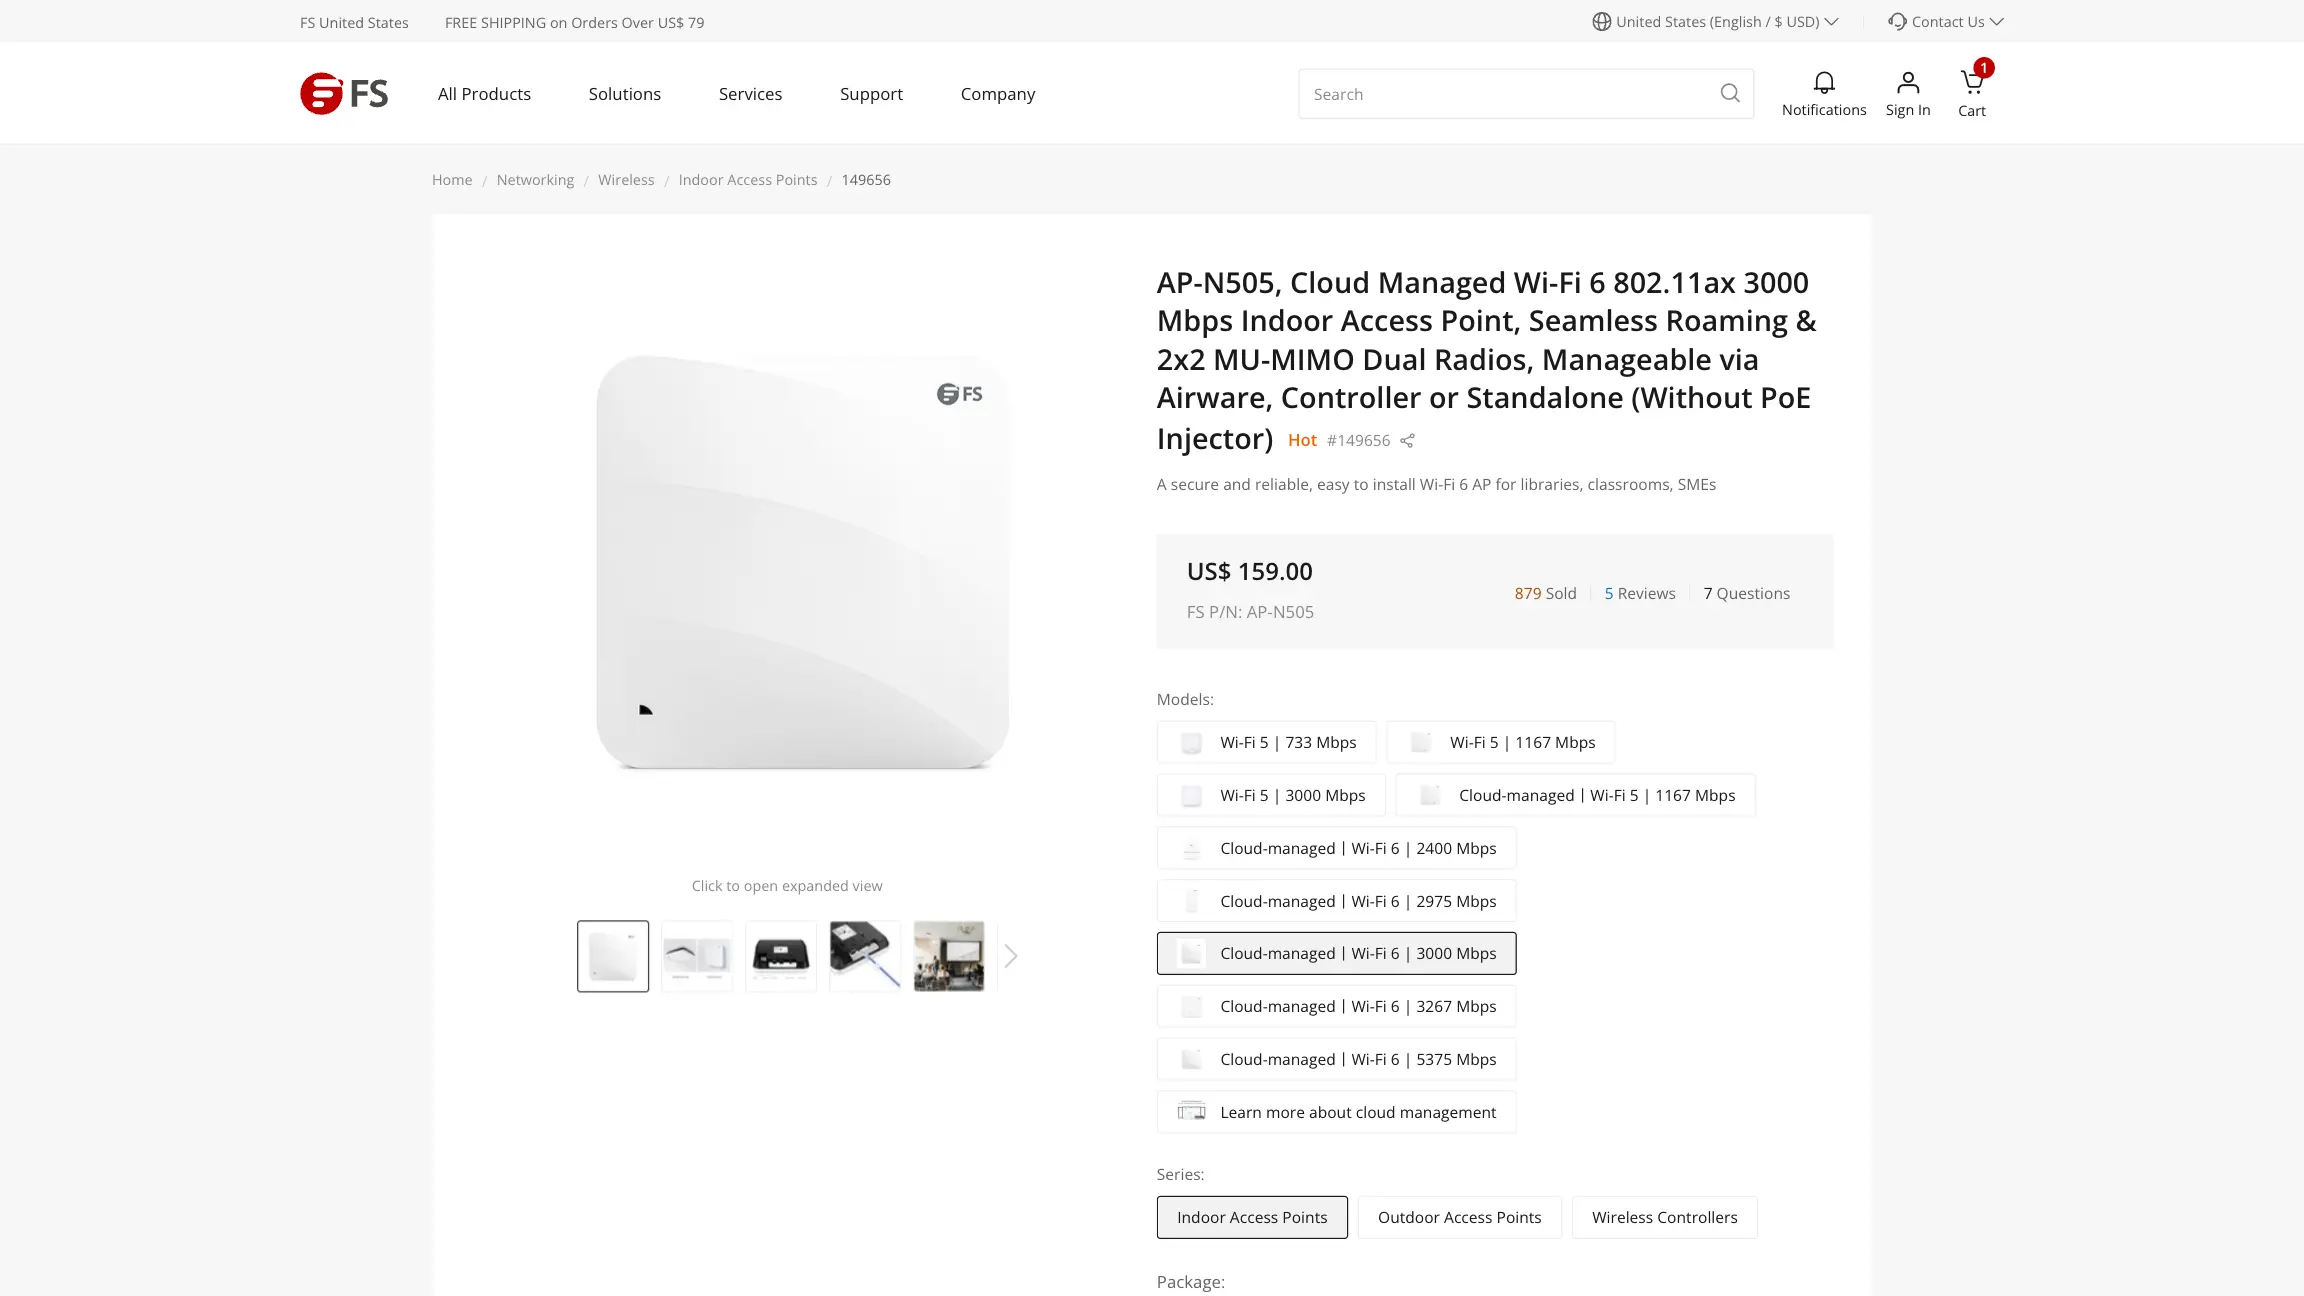 FS United States
FREE SHIPPING on Orders Over US$ 79
United States (English / $ USD)
Contact Us
FS
All Products
Solutions
Services
Support
Company
Search
Notifications
Sign In
1
Cart
Home / Networking / Wireless / Indoor Access Points / 149656
FS
AP-N505, Cloud Managed Wi-Fi 6 802.11ax 3000
Mbps Indoor Access Point, Seamless Roaming &
2x2 MU-MIMO Dual Radios, Manageable via
Airware, Controller or Standalone (Without PoE
Injector) Hot #149656
A secure and reliable, easy to install Wi-Fi 6 AP for libraries, classrooms, SMEs
US$ 159.00
FS P/N: AP-N505
879 Sold
5 Reviews
7 Questions
Click to open expanded view
Models:
Wi-Fi 5 | 733 Mbps
Wi-Fi 5 | 1167 Mbps
Wi-Fi 5 | 3000 Mbps
Cloud-managed | Wi-Fi 5 | 1167 Mbps
Cloud-managed | Wi-Fi 6 | 2400 Mbps
Cloud-managed | Wi-Fi 6 | 2975 Mbps
Cloud-managed | Wi-Fi 6 | 3000 Mbps
Cloud-managed | Wi-Fi 6 | 3267 Mbps
Cloud-managed | Wi-Fi 6 | 5375 Mbps
Learn more about cloud management
Series:
Indoor Access Points
Outdoor Access Points
Wireless Controllers
Package: